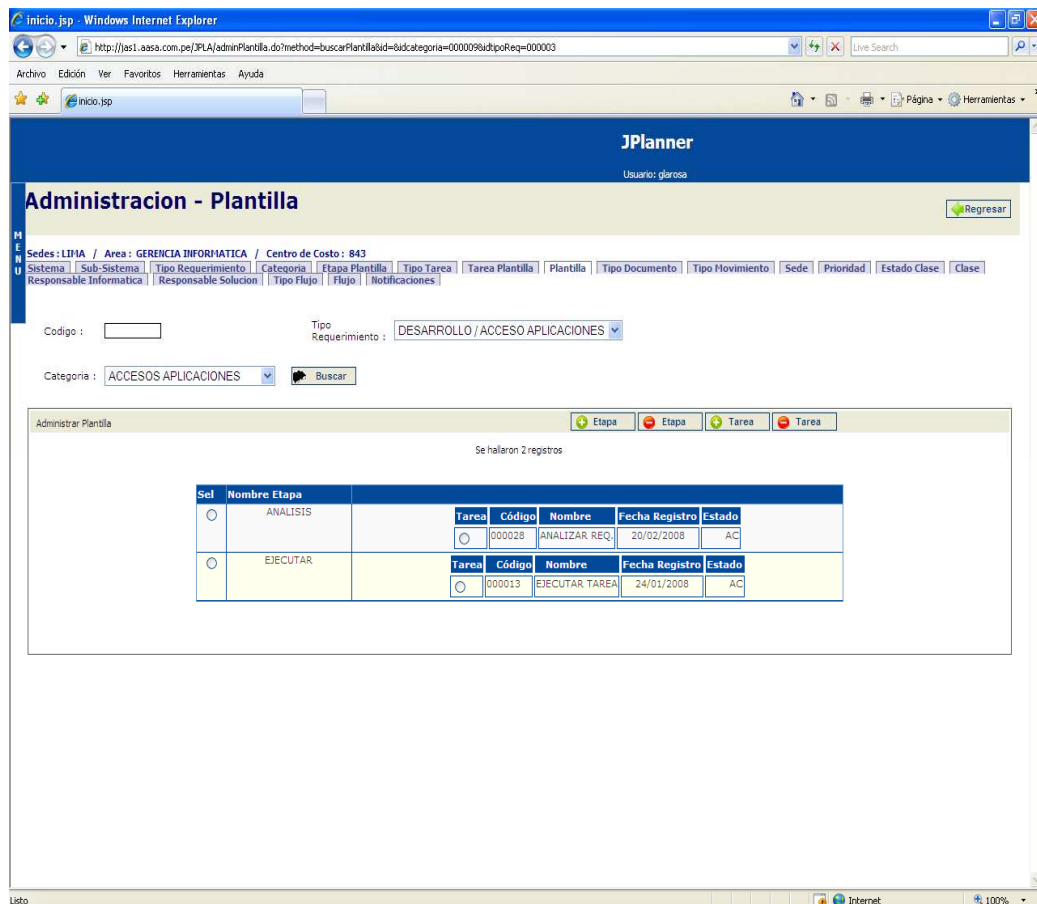 inicio.jsp - Windows Internet Explorer
http://jas1.aasa.com.pe/JPLA/adminPlantilla.do?method=buscarPlantilla&id=&idcategoria=000009&idtipoReq=000003
Live Search
Archivo Edición Ver Favoritos Herramientas Ayuda
inicio.jsp
Página
Herramientas
JPlanner
Usuario: glarosa
Administracion - Plantilla
Regresar
MENU
Sedes : LIMA / Area : GERENCIA INFORMATICA / Centro de Costo : 843
Sistema Sub-Sistema Tipo Requerimiento Categoria Etapa Plantilla Tipo Tarea Tarea Plantilla Plantilla Tipo Documento Tipo Movimiento Sede Prioridad Estado Clase Clase
Responsable Informatica Responsable Solucion Tipo Flujo Flujo Notificaciones
Codigo :
Tipo
Requerimiento :
DESARROLLO / ACCESO APLICACIONES
Categoria :
ACCESOS APLICACIONES
Buscar
Administrar Plantilla
Etapa Etapa Tarea Tarea
Se hallaron 2 registros
Sel Nombre Etapa
ANALISIS
Tarea Código Nombre Fecha Registro Estado
000028 ANALIZAR REQ. 20/02/2008 AC
EJECUTAR
Tarea Código Nombre Fecha Registro Estado
000013 EJECUTAR TAREA 24/01/2008 AC
Listo
Internet
100%